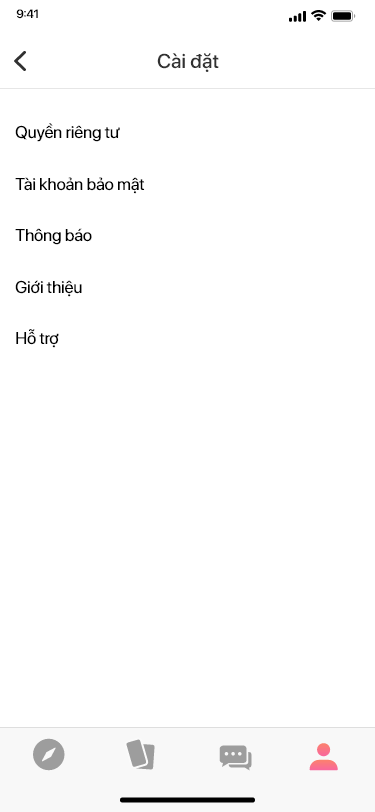 9:41
Cài đặt
Quyền riêng tư
Tài khoản bảo mật
Thông báo
Giới thiệu
Hỗ trợ